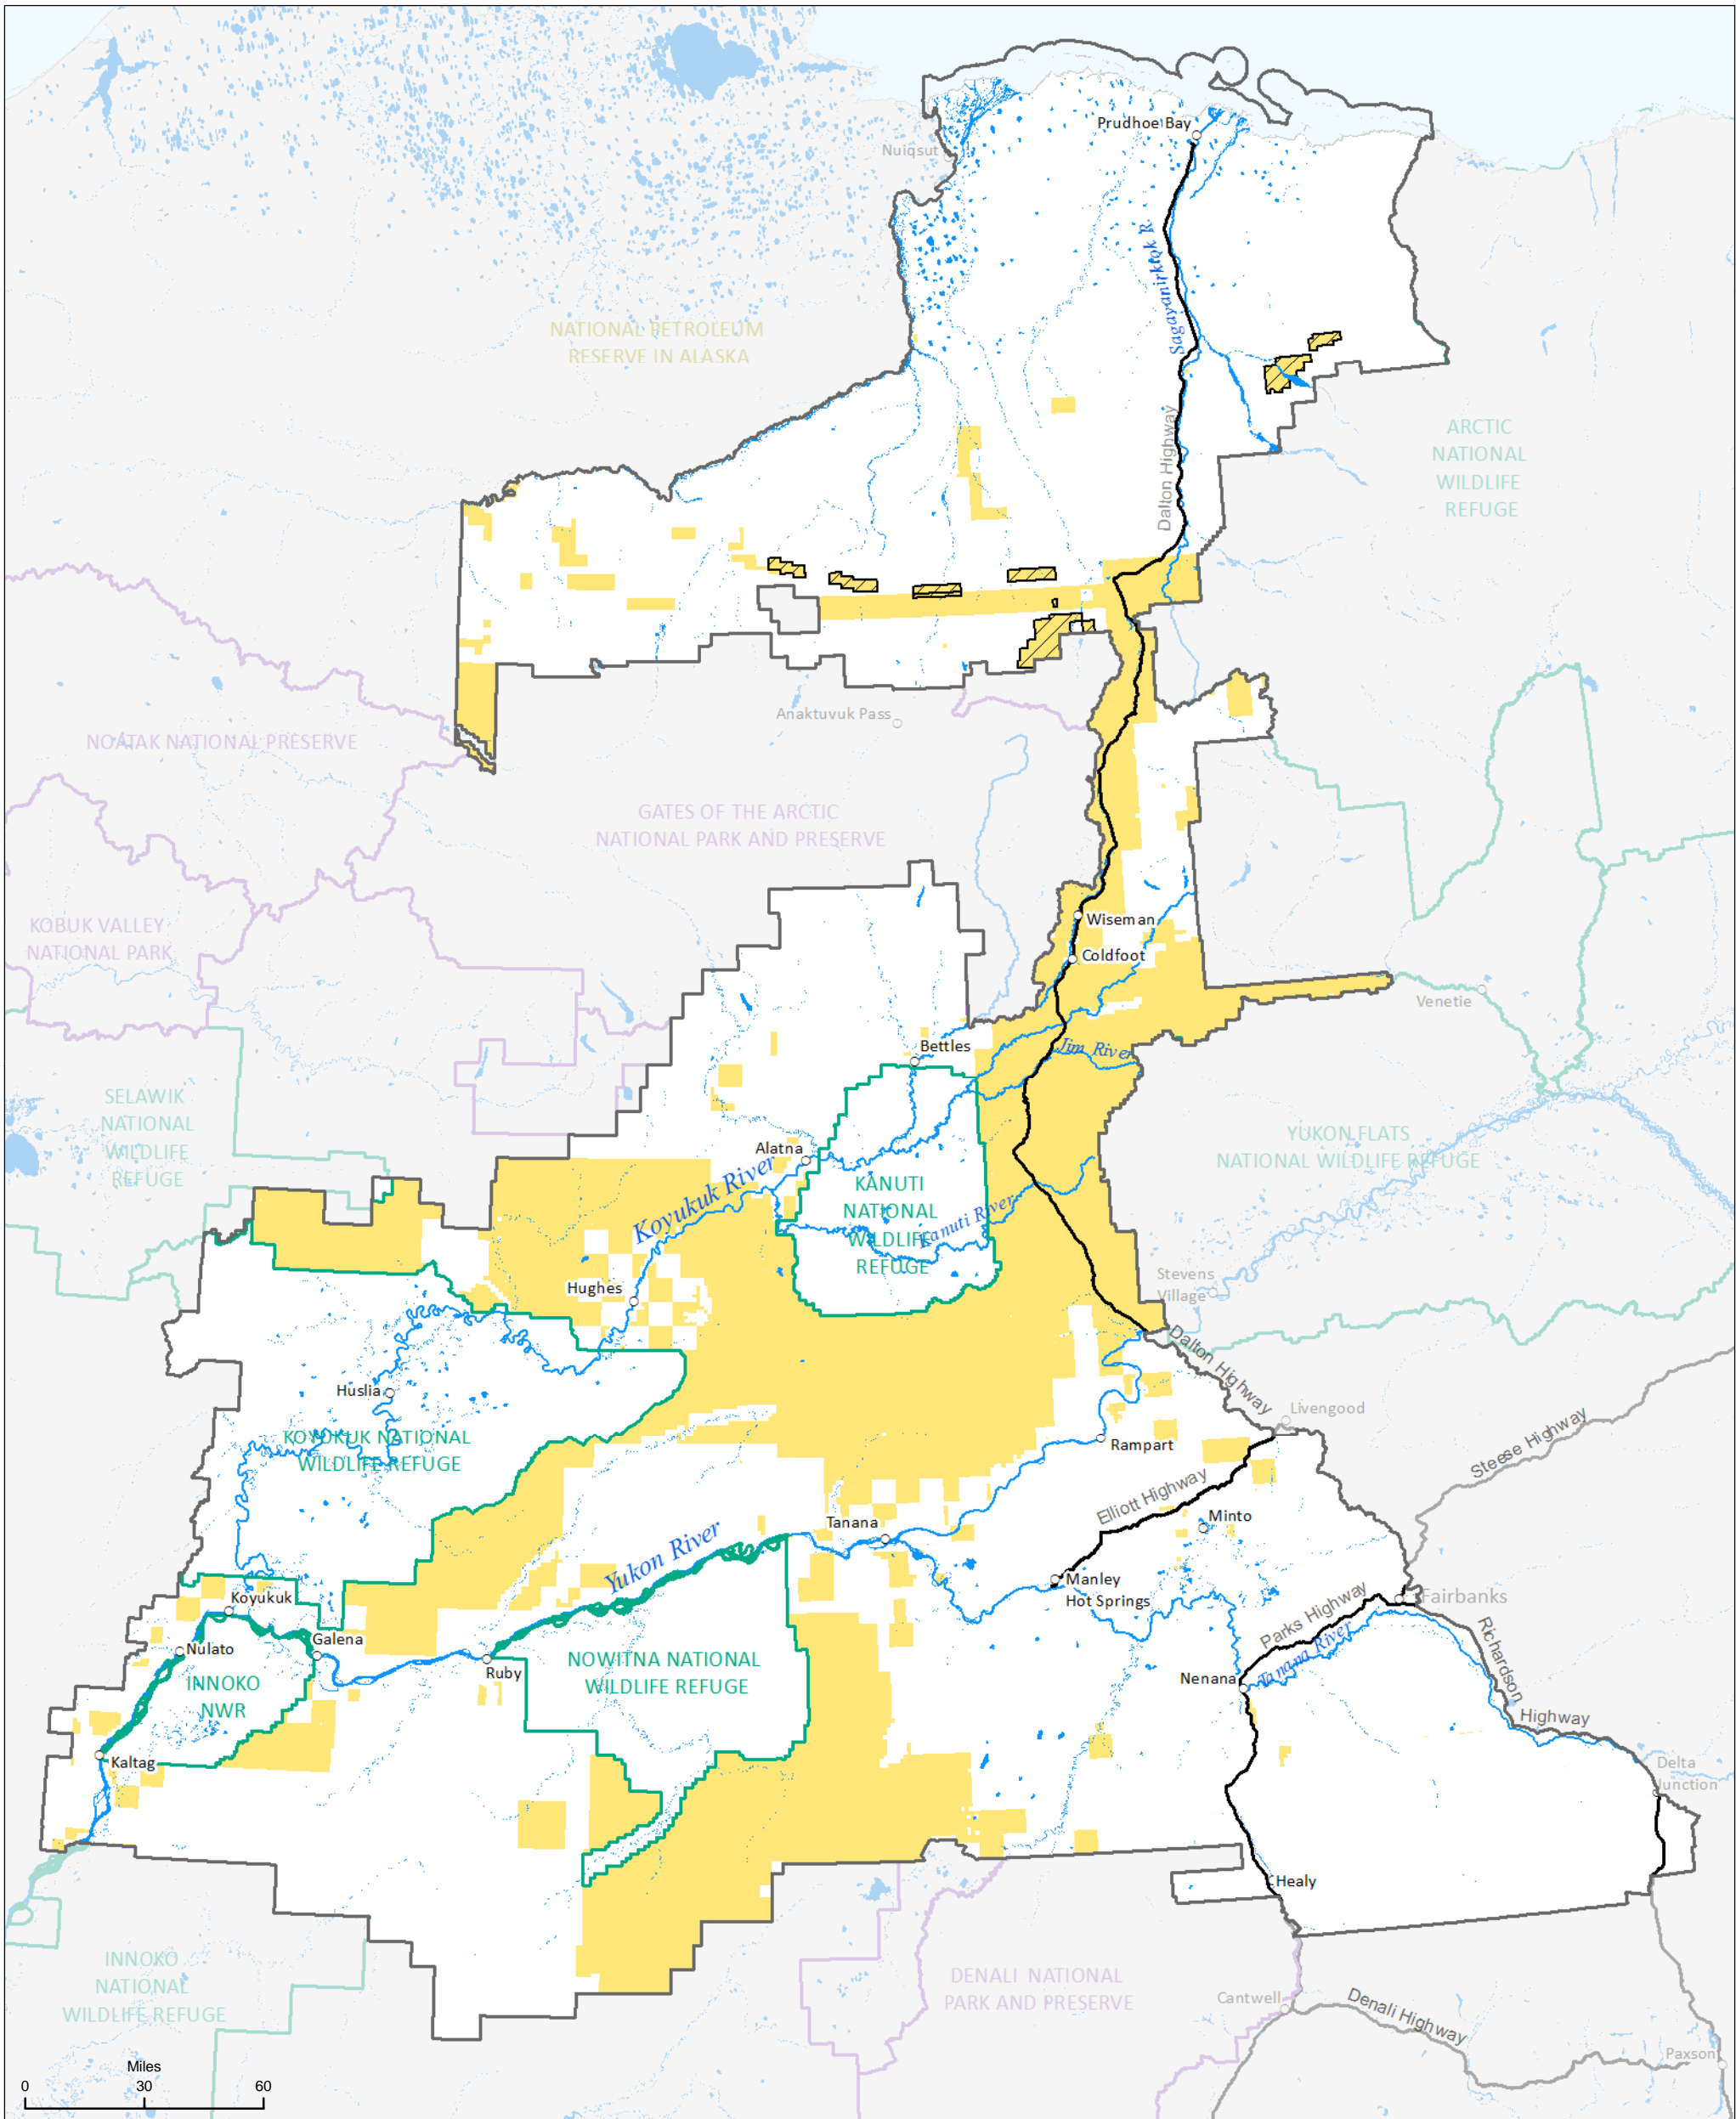 Prudhoe Bay
Nuiqsut
Sagavanirktok R.
NATIONAL PETROLEUM
RESERVE IN ALASKA
Dalton Highway
ARCTIC
NATIONAL
WILDLIFE
REFUGE
Anaktuvuk Pass
NOATAK NATIONAL PRESERVE
GATES OF THE ARCTIC
NATIONAL PARK AND PRESERVE
KOBUK VALLEY
NATIONAL PARK
Wiseman
Coldfoot
Venetie
Bettles
Jim River
SELAWIK
NATIONAL
WILDLIFE
REFUGE
YUKON FLATS
NATIONAL WILDLIFE REFUGE
Alatna
Koyukuk River
KANUTI
NATIONAL
WILDLIFE
REFUGE
Kanuti River
Stevens
Village
Hughes
Dalton Highway
Huslia
Livengood
KOYUKUK NATIONAL
WILDLIFE REFUGE
Rampart
Steese Highway
Elliott Highway
Minto
Tanana
Yukon River
Manley
Hot Springs
Koyukuk
Fairbanks
Parks Highway
Galena
Nulato
Ruby
NOWITNA NATIONAL
WILDLIFE REFUGE
INNOKO
NWR
Nenana
Tanana River
Richardson
Highway
Kaltag
Delta
Junction
Healy
INNOKO
NATIONAL
WILDLIFE REFUGE
DENALI NATIONAL
PARK AND PRESERVE
Cantwell
Denali Highway
Paxson
Miles
0 30 60